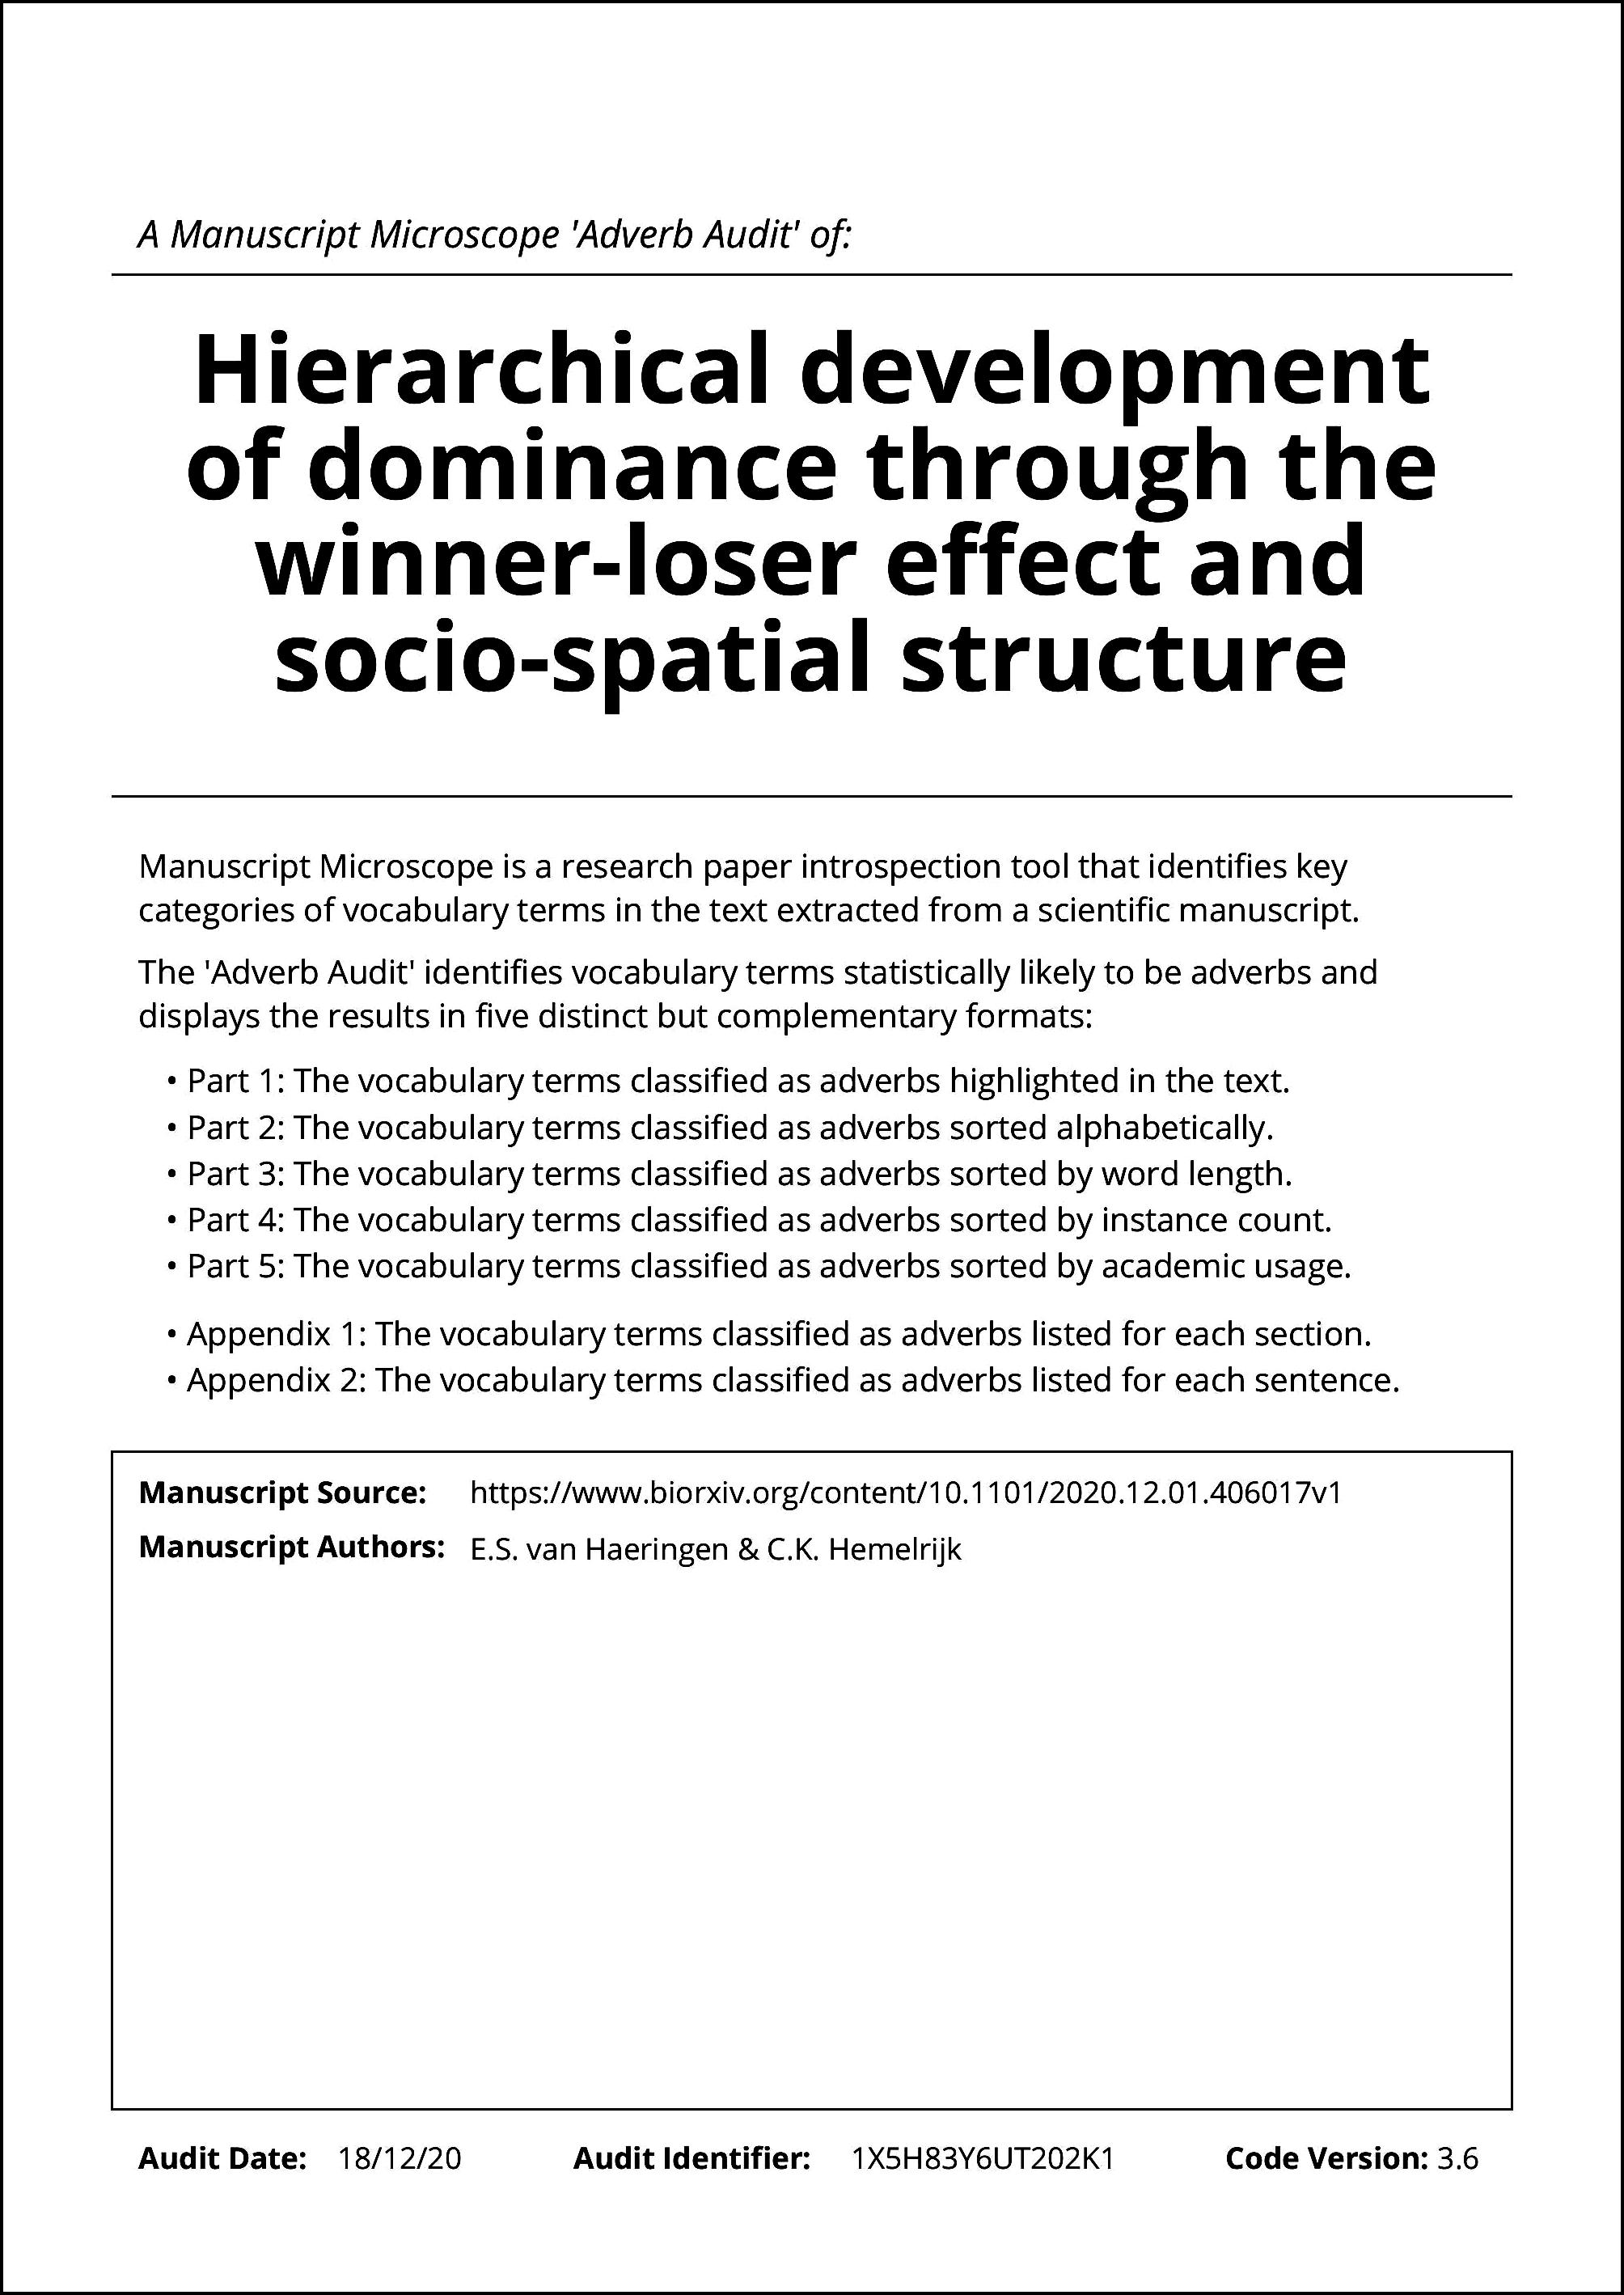 A Manuscript Microscope 'Adverb Audit' of:
Hierarchical development
of dominance through the
winner-loser effect and
socio-spatial structure
Manuscript Microscope is a research paper introspection tool that identifies key
categories of vocabulary terms in the text extracted from a scientific manuscript.
The 'Adverb Audit' identifies vocabulary terms statistically likely to be adverbs and
displays the results in five distinct but complementary formats:
• Part 1: The vocabulary terms classified as adverbs highlighted in the text.
• Part 2: The vocabulary terms classified as adverbs sorted alphabetically.
• Part 3: The vocabulary terms classified as adverbs sorted by word length.
• Part 4: The vocabulary terms classified as adverbs sorted by instance count.
• Part 5: The vocabulary terms classified as adverbs sorted by academic usage.
• Appendix 1: The vocabulary terms classified as adverbs listed for each section.
• Appendix 2: The vocabulary terms classified as adverbs listed for each sentence.
Manuscript Source: https://www.biorxiv.org/content/10.1101/2020.12.01.406017v1
Manuscript Authors: E.S. van Haeringen & C.K. Hemelrijk
Audit Date: 18/12/20 Audit Identifier: 1X5H83Y6UT202K1 Code Version: 3.6